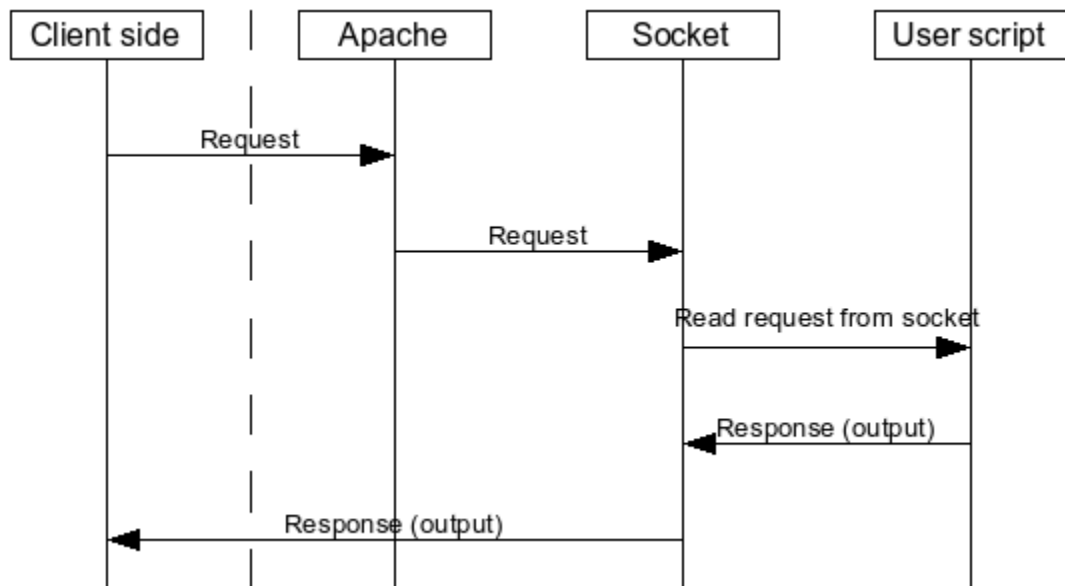 Client side
Apache
Socket
User script
Request
Request
Read request from socket
Response (output)
Response (output)